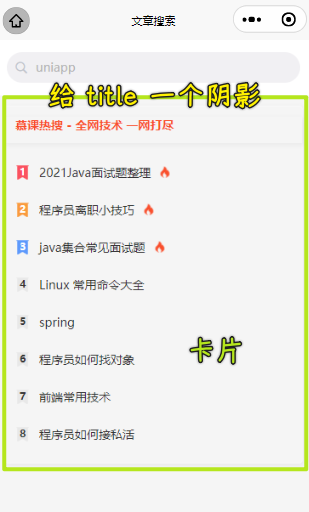 文章搜索
uniapp
给 title 一个阴影
慕课热搜 - 全网技术 一网打尽
1 2021Java面试题整理
2 程序员离职小技巧
3 java集合常见面试题
4 Linux 常用命令大全
5 spring
6 程序员如何找对象
卡片
7 前端常用技术
8 程序员如何接私活